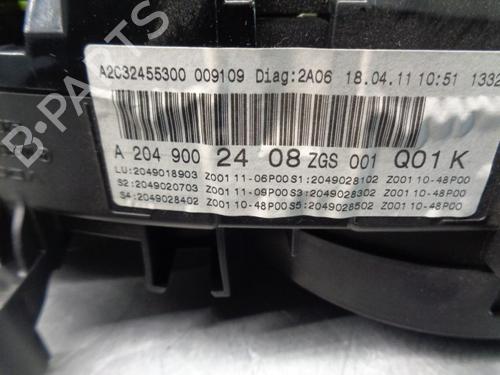 A2C32455300 009109 Diag:2A06 18.04.11 10:51 1332
A 204 900 24 08 ZGS 001 Q01 K
LU:2049018903 Z001 11-06P00 S1:2049028102 Z001 10-48P00
S2:2049020703 Z001 11-09P00 S3:2049028302 Z001 10-48P00
S4:2049028402 Z001 10-48P00 S5:2049028502 Z001 10-48P00
B-PARTS